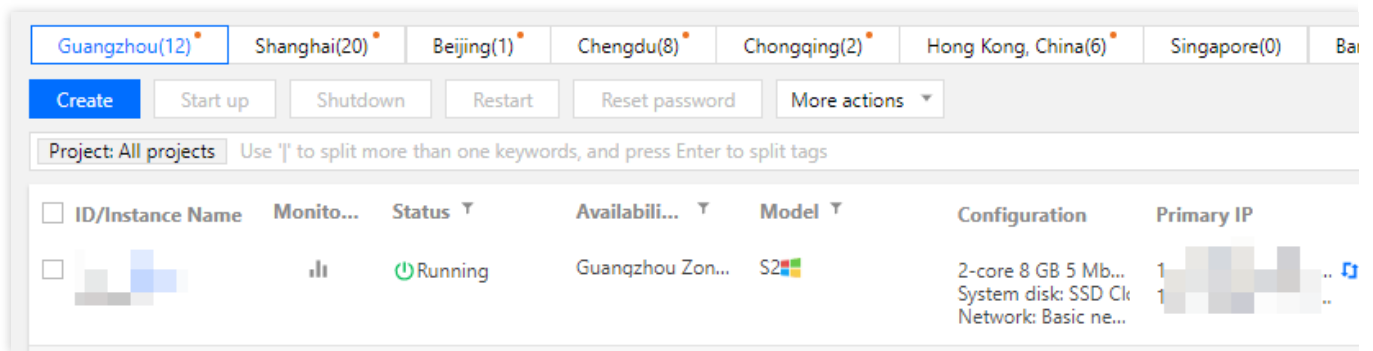 Guangzhou(12) Shanghai(20) Beijing(1) Chengdu(8) Chongqing(2) Hong Kong, China(6) Singapore(0) Ba
Create Start up Shutdown Restart Reset password More actions
Project: All projects Use '|' to split more than one keywords, and press Enter to split tags
ID/Instance Name Monito... Status Availabili... Model Configuration Primary IP
Running Guangzhou Zon... S2 2-core 8 GB 5 Mb... 1 ..
System disk: SSD Cl 1 ..
Network: Basic ne...